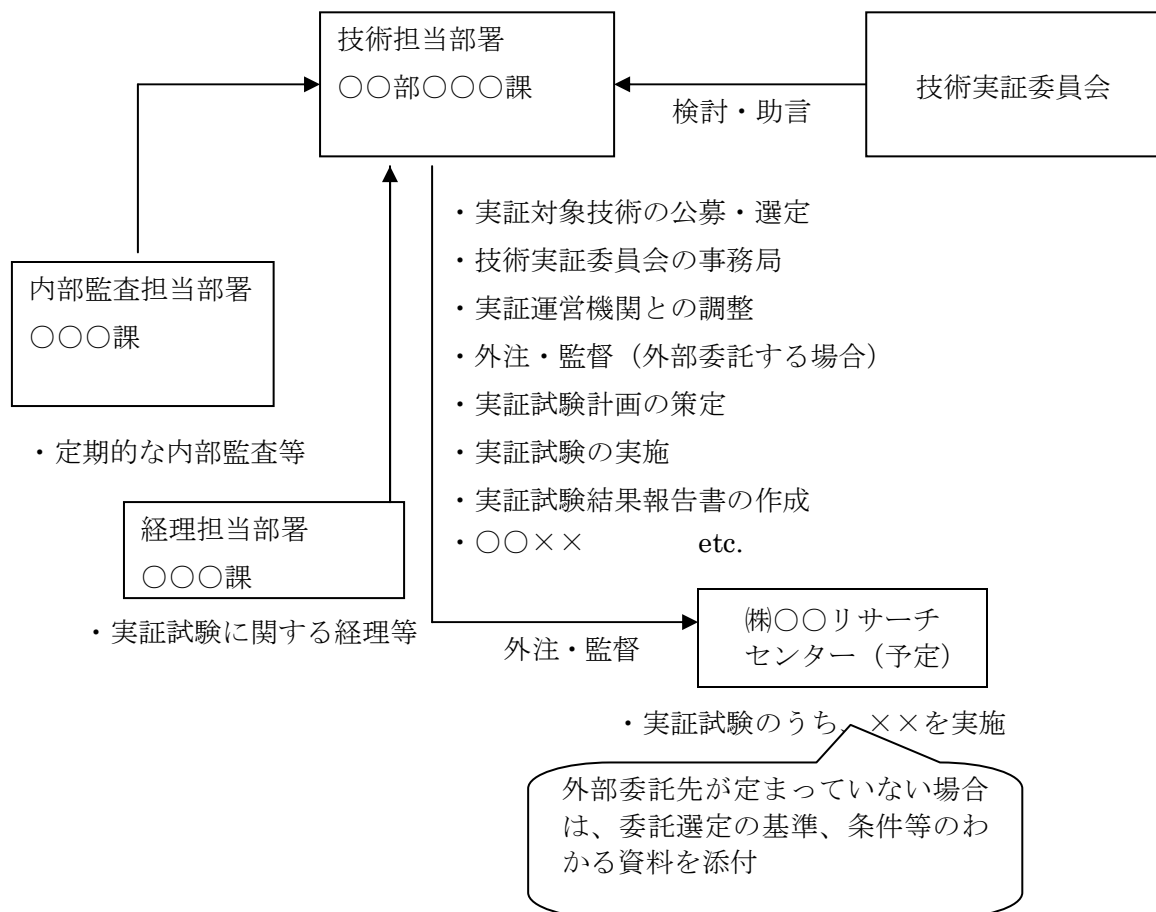 技術担当部署
○○部○○○課
技術実証委員会
検討・助言
・実証対象技術の公募・選定
・技術実証委員会の事務局
・実証運営機関との調整
・外注・監督（外部委託する場合）
・実証試験計画の策定
・実証試験の実施
・実証試験結果報告書の作成
・○○×× etc.
内部監査担当部署
○○○課
・定期的な内部監査等
経理担当部署
○○○課
・実証試験に関する経理等
外注・監督
㈱○○リサーチ
センター（予定）
・実証試験のうち、××を実施
外部委託先が定まっていない場合
は、委託選定の基準、条件等のわ
かる資料を添付